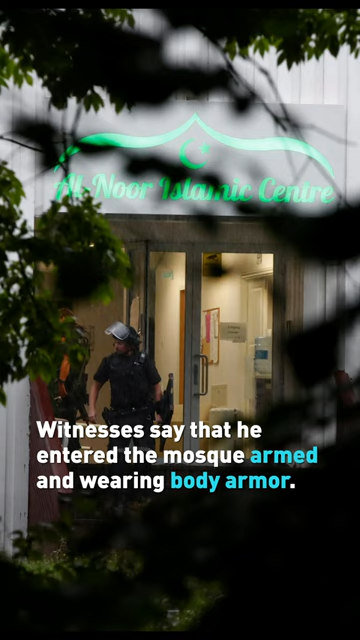 Al-Noor Islamic Centre
Witnesses say that he
entered the mosque armed
and wearing body armor.